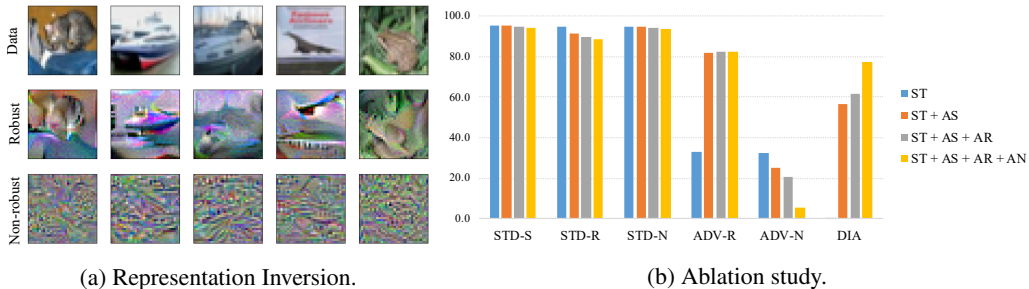 Data
Robust
Non-robust
(a) Representation Inversion.
100.0
80.0
60.0
40.0
20.0
0.0
STD-S STD-R STD-N ADV-R ADV-N DIA
ST
ST + AS
ST + AS + AR
ST + AS + AR + AN
(b) Ablation study.